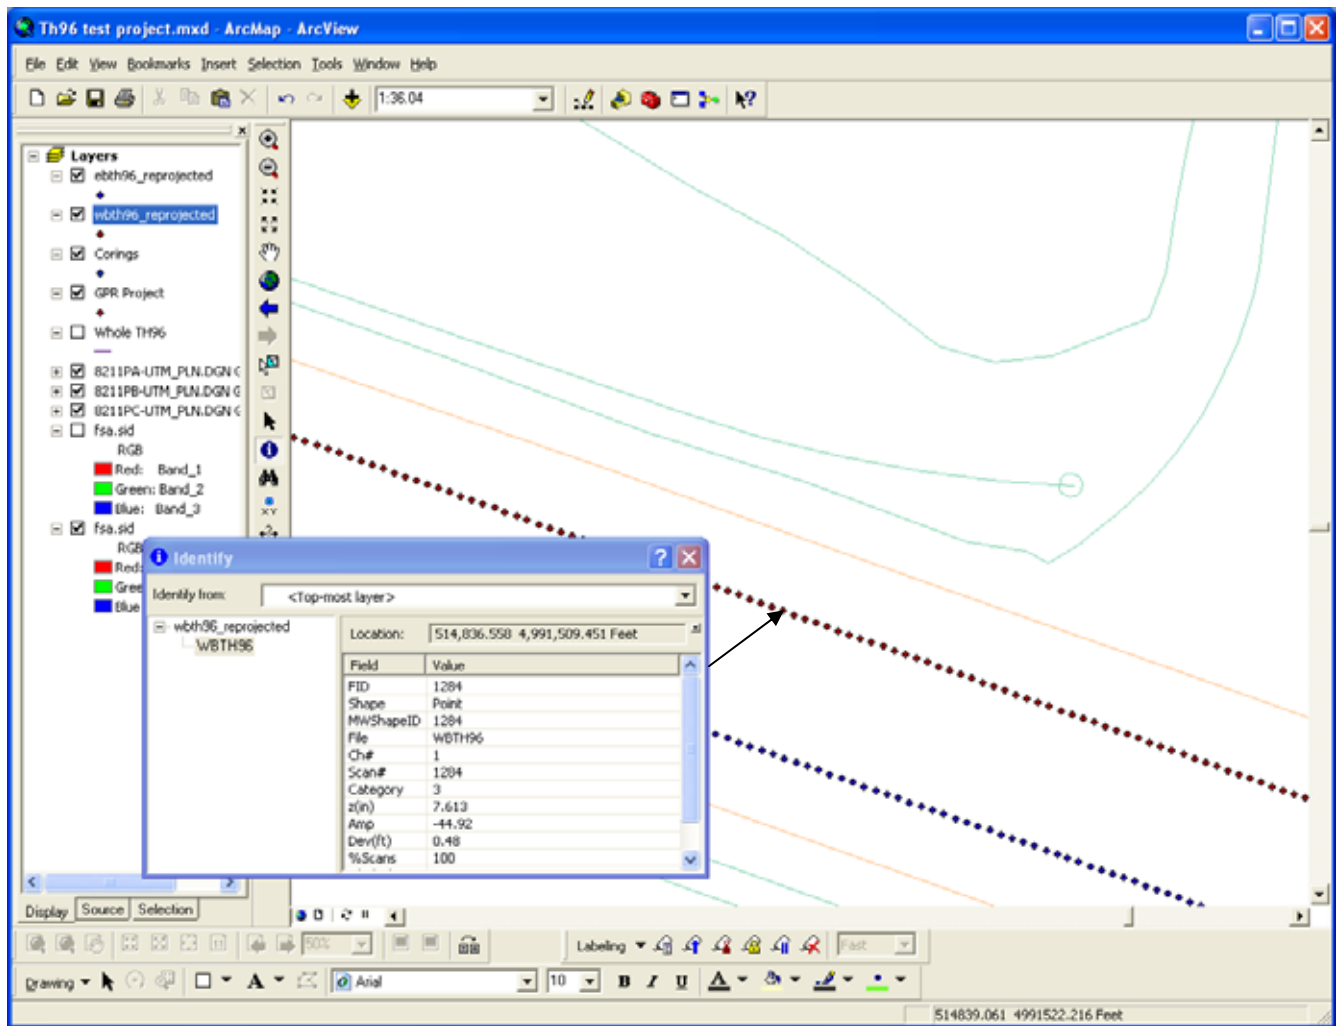 Th96 test project.mxd - ArcMap - ArcView
File Edit View Bookmarks Insert Selection Tools Window Help
1:36.04
Layers
ebth96_reprojected
wbth96_reprojected
Corings
GPR Project
Whole TH96
8211PA-UTM_PLN.DGN G
8211PB-UTM_PLN.DGN G
8211PC-UTM_PLN.DGN G
fsa.sid
RGB
Red: Band_1
Green: Band_2
Blue: Band_3
fsa.sid
RGB
Red:
Gree
Blue
Identify
Identify from: <Top-most layer>
wbth96_reprojected
WBTH96
Location: 514,836.558 4,991,509.451 Feet
Field Value
FID 1284
Shape Point
MWShapeID 1284
File WBTH96
Ch# 1
Scan# 1284
Category 3
z(in) 7.613
Amp -44.92
Dev(ft) 0.48
%Scans 100
Display Source Selection
50%
Labeling Fast
Drawing A Arial 10 B I U A
514839.061 4991522.216 Feet